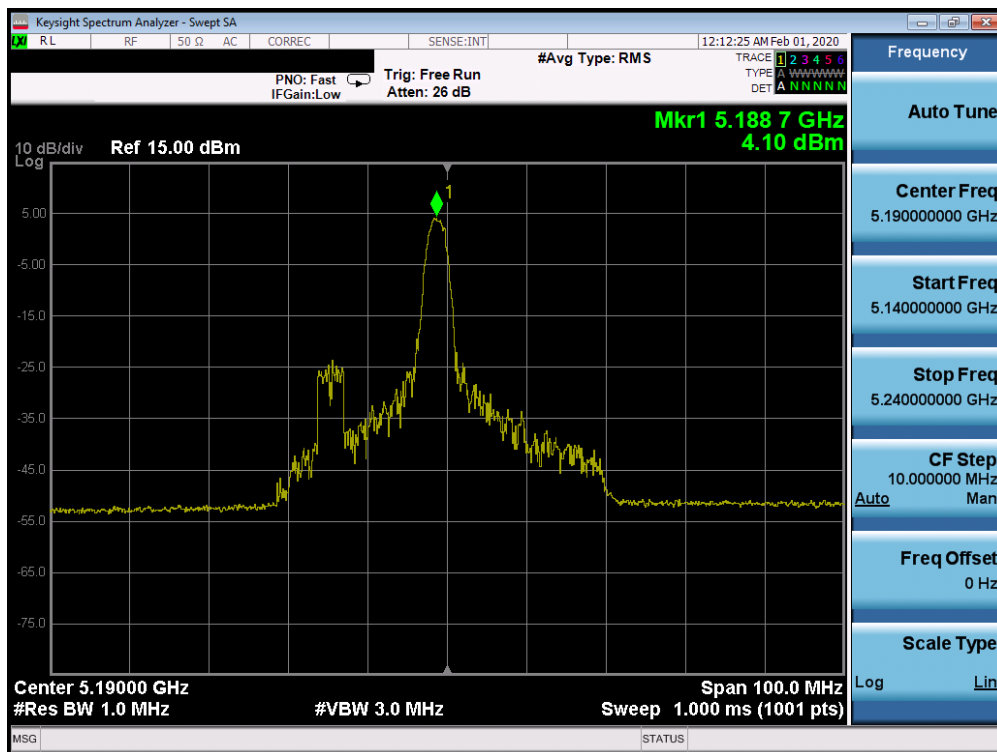 Keysight Spectrum Analyzer - Swept SA
LXI RL RF 50 Ω AC CORREC SENSE:INT 12:12:25 AM Feb 01, 2020
Frequency
#Avg Type: RMS
TRACE 1 2 3 4 5 6
PNO: Fast Trig: Free Run
TYPE A WWWWW
IFGain:Low Atten: 26 dB
DET A N N N N N
Auto Tune
Mkr1 5.188 7 GHz
4.10 dBm
10 dB/div Ref 15.00 dBm
Log
1
5.00
-5.00
-15.0
-25.0
-35.0
-45.0
-55.0
-65.0
-75.0
Center Freq
5.190000000 GHz
Start Freq
5.140000000 GHz
Stop Freq
5.240000000 GHz
CF Step
10.000000 MHz
Auto Man
Freq Offset
0 Hz
Scale Type
Log Lin
Center 5.19000 GHz Span 100.0 MHz
#Res BW 1.0 MHz #VBW 3.0 MHz Sweep 1.000 ms (1001 pts)
MSG STATUS